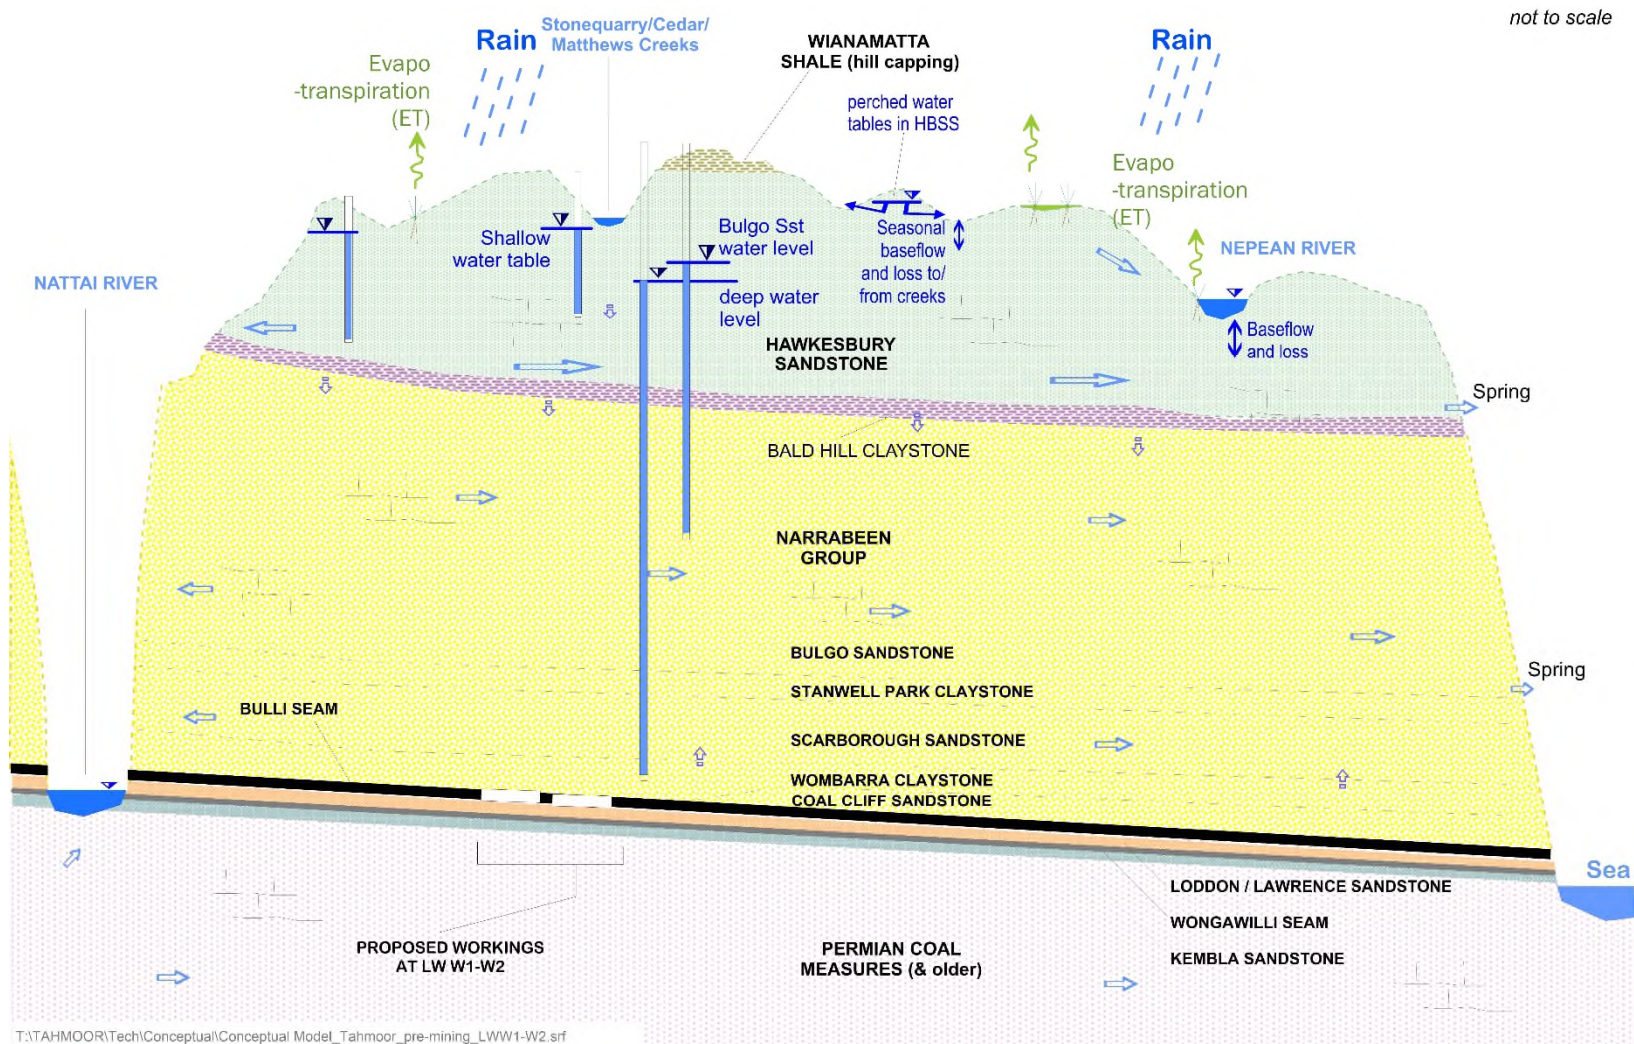 not to scale
Stonequarry/Cedar/
Matthews Creeks
Rain
WIANAMATTA
SHALE (hill capping)
Rain
Evapo
-transpiration
(ET)
perched water
tables in HBSS
Evapo
-transpiration
(ET)
Shallow
water table
Bulgo Sst
water level
Seasonal
baseflow
and loss to/
from creeks
NATTAI RIVER
NEPEAN RIVER
deep water
level
HAWKESBURY
SANDSTONE
Baseflow
and loss
Spring
BALD HILL CLAYSTONE
NARRABEEN
GROUP
BULGO SANDSTONE
Spring
STANWELL PARK CLAYSTONE
BULLI SEAM
SCARBOROUGH SANDSTONE
WOMBARRA CLAYSTONE
COAL CLIFF SANDSTONE
Sea
LODDON / LAWRENCE SANDSTONE
WONGAWILLI SEAM
KEMBLA SANDSTONE
PROPOSED WORKINGS
AT LW W1-W2
PERMIAN COAL
MEASURES (& older)
T:\TAHMOOR\Tech\Conceptual\Conceptual Model_Tahmoor_pre-mining_LWW1-W2.srf